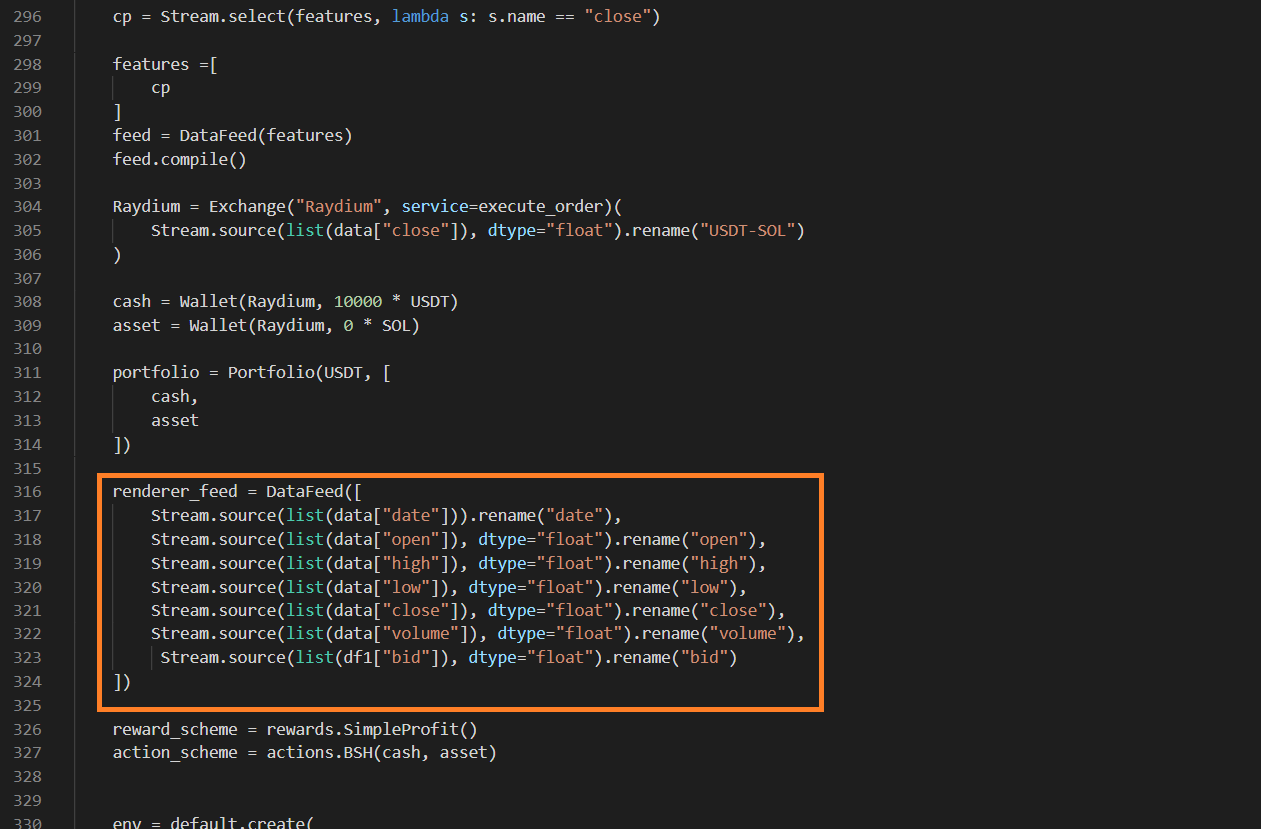 296 cp = Stream.select(features, lambda s: s.name == "close")
297
298 features =[
299     cp
300 ]
301 feed = DataFeed(features)
302 feed.compile()
303
304 Raydium = Exchange("Raydium", service=execute_order)(
305     Stream.source(list(data["close"]), dtype="float").rename("USDT-SOL")
306 )
307
308 cash = Wallet(Raydium, 10000 * USDT)
309 asset = Wallet(Raydium, 0 * SOL)
310
311 portfolio = Portfolio(USDT, [
312     cash,
313     asset
314 ])
315
316 renderer_feed = DataFeed([
317     Stream.source(list(data["date"])).rename("date"),
318     Stream.source(list(data["open"]), dtype="float").rename("open"),
319     Stream.source(list(data["high"]), dtype="float").rename("high"),
320     Stream.source(list(data["low"]), dtype="float").rename("low"),
321     Stream.source(list(data["close"]), dtype="float").rename("close"),
322     Stream.source(list(data["volume"]), dtype="float").rename("volume"),
323      Stream.source(list(df1["bid"]), dtype="float").rename("bid")
324 ])
325
326 reward_scheme = rewards.SimpleProfit()
327 action_scheme = actions.BSH(cash, asset)
328
329
330 env = default.create(